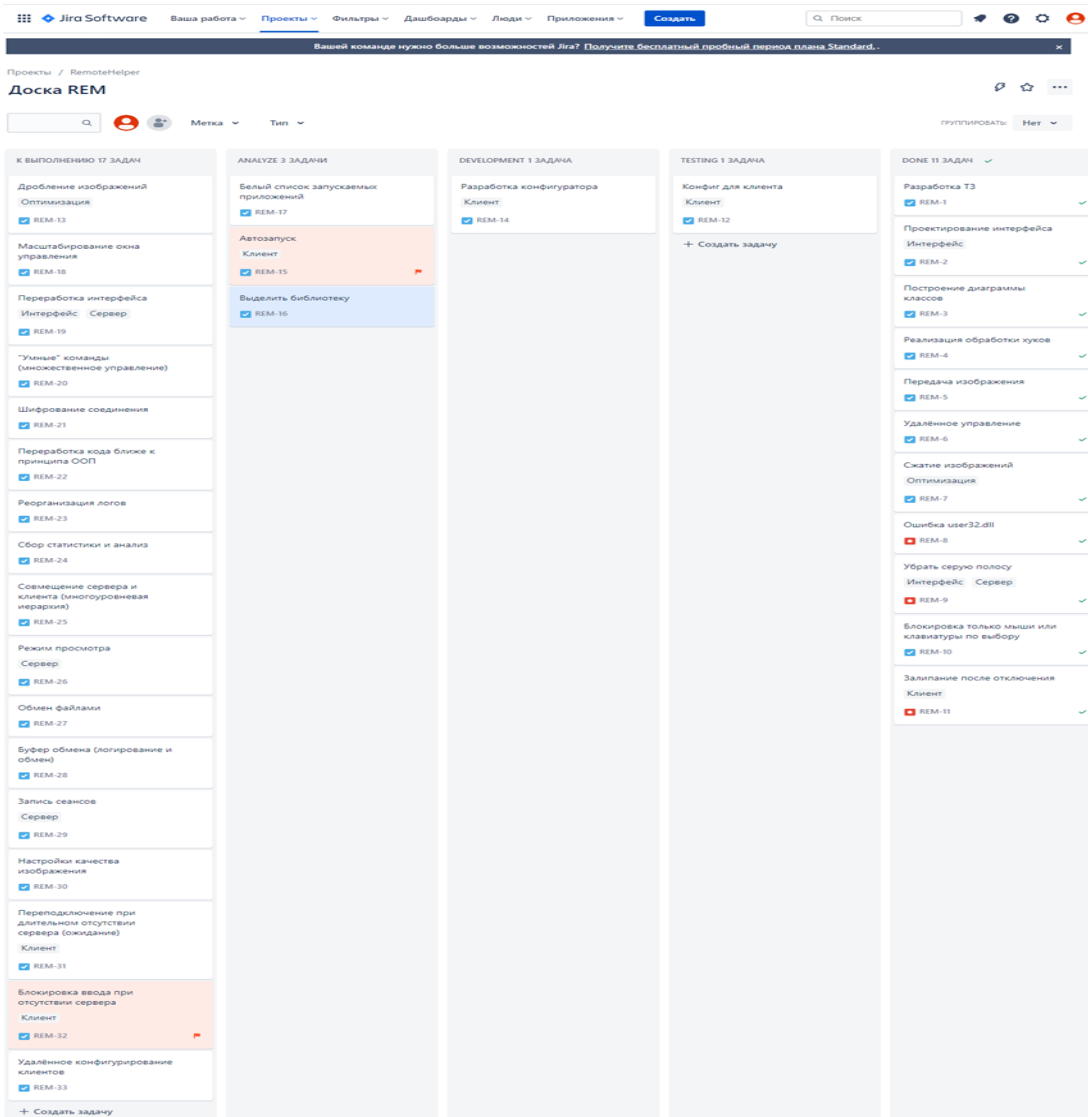 Jira Software
Ваша работа
Проекты
Фильтры
Дашбоарды
Люди
Приложения
Создать
Поиск
Вашей команде нужно больше возможностей Jira? Получите бесплатный пробный период плана Standard. .
Проекты / RemoteHelper
Доска REM
Метка
Тип
ГРУППИРОВАТЬ: Нет
К ВЫПОЛНЕНИЮ 17 ЗАДАЧ
Дробление изображений
Оптимизация
REM-13
Масштабирование окна
управления
REM-18
Переработка интерфейса
Интерфейс Сервер
REM-19
"Умные" команды
(множественное управление)
REM-20
Шифрование соединения
REM-21
Переработка кода ближе к
принципа ООП
REM-22
Реорганизация логов
REM-23
Сбор статистики и анализ
REM-24
Совмещение сервера и
клиента (многоуровневая
иерархия)
REM-25
Режим просмотра
Сервер
REM-26
Обмен файлами
REM-27
Буфер обмена (логирование и
обмен)
REM-28
Запись сеансов
Сервер
REM-29
Настройки качества
изображения
REM-30
Переподключение при
длительном отсутствии
сервера (ожидание)
Клиент
REM-31
Блокировка ввода при
отсутствии сервера
Клиент
REM-32
Удалённое конфигурирование
клиентов
REM-33
+ Создать задачу
ANALYZE 3 ЗАДАЧИ
Белый список запускаемых
приложений
REM-17
Автозапуск
Клиент
REM-15
Выделить библиотеку
REM-16
DEVELOPMENT 1 ЗАДАЧА
Разработка конфигуратора
Клиент
REM-14
TESTING 1 ЗАДАЧА
Конфиг для клиента
Клиент
REM-12
+ Создать задачу
DONE 11 ЗАДАЧ
Разработка ТЗ
REM-1
Проектирование интерфейса
Интерфейс
REM-2
Построение диаграммы
классов
REM-3
Реализация обработки хуков
REM-4
Передача изображения
REM-5
Удалённое управление
REM-6
Сжатие изображений
Оптимизация
REM-7
Ошибка user32.dll
REM-8
Убрать серую полосу
Интерфейс Сервер
REM-9
Блокировка только мыши или
клавиатуры по выбору
REM-10
Залипание после отключения
Клиент
REM-11